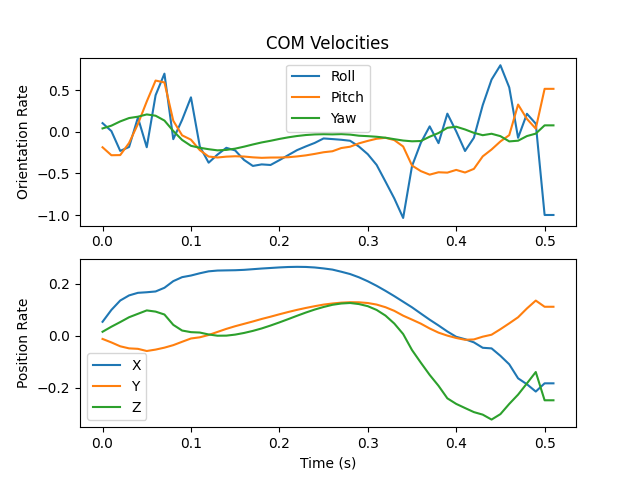 COM Velocities
Orientation Rate
0.5
0.0
−0.5
−1.0
Roll
Pitch
Yaw
0.0 0.1 0.2 0.3 0.4 0.5
Position Rate
0.2
0.0
−0.2
X
Y
Z
0.0 0.1 0.2 0.3 0.4 0.5
Time (s)